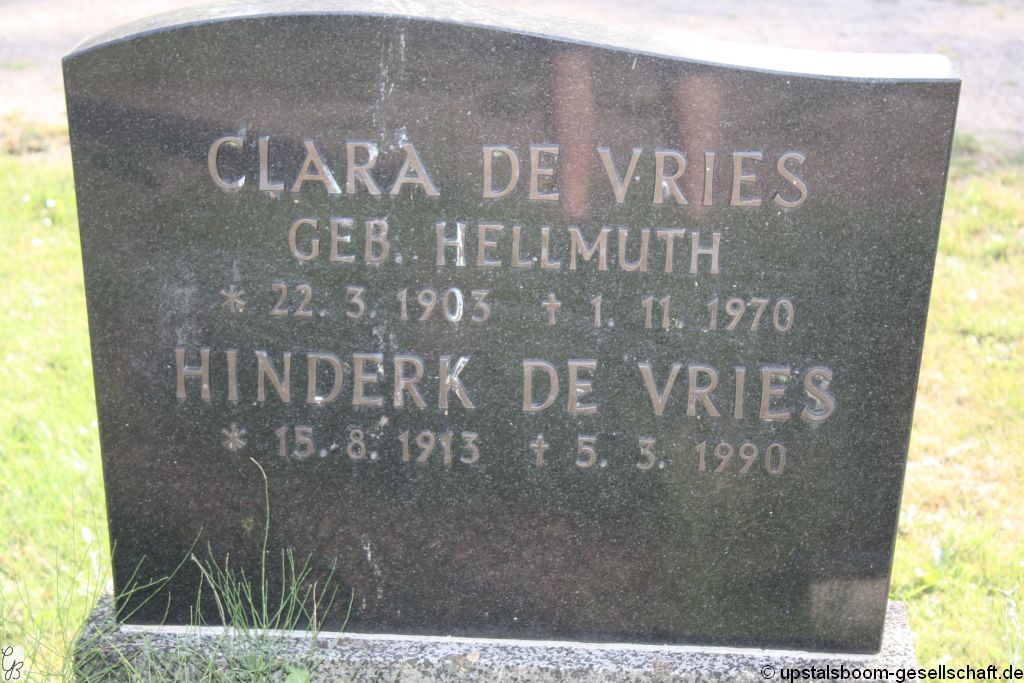 CLARA DE VRIES
GEB. HELLMUTH
* 22. 3. 1903 † 1. 11. 1970
HINDERK DE VRIES
* 15. 8. 1913 † 5. 3. 1990
GB
© upstalsboom-gesellschaft.de